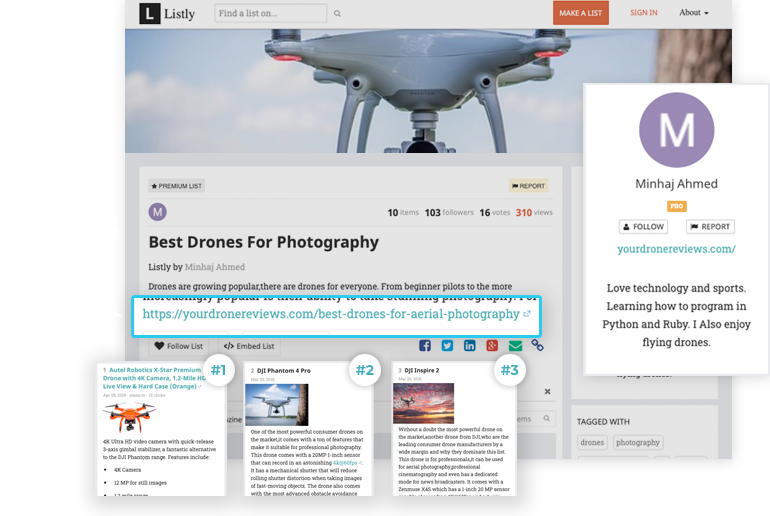 L Listly
Find a list on...
MAKE A LIST
SIGN IN
About
PREMIUM LIST
REPORT
M
10 items 103 followers 16 votes 310 views
Best Drones For Photography
Listly by Minhaj Ahmed
Drones are growing popular,there are drones for everyone. From beginner pilots to the more
increasingly popular is their ability to take stunning photography. For
https://yourdronereviews.com/best-drones-for-aerial-photography
Follow List
</> Embed List
M
Minhaj Ahmed
PRO
FOLLOW
REPORT
yourdronereviews.com/
Love technology and sports.
Learning how to program in
Python and Ruby. I Also enjoy
flying drones.
flying drones.
TAGGED WITH
drones
photography
#1
1 Autel Robotics X-Star Premium
Drone with 4K Camera, 1.2-Mile HD
Live View & Hard Case (Orange)
4K Ultra HD video camera with quick-release
3-axis gimbal stabilizer, a fantastic alternative
to the DJI Phantom range. Features include:
• 4K Camera
• 12 MP for still images
• 1.2 mile range
#2
2 DJI Phantom 4 Pro
Mar 23, 2018
One of the most powerful consumer drones on
the market,it comes with a ton of features that
make it suitable for professional photography.
This drone comes with a 20MP 1-inch sensor
that can record in an astonishing 4k@60fps
It has a mechanical shutter that will reduce
rolling shutter distortion when taking images
of fast-moving objects. The drone also comes
with the most advanced obstacle avoidance
#3
3 DJI Inspire 2
Mar 23, 2018
Without a doubt the most powerful drone on
the market,another drone from DJI,who are the
leading consumer drone manufacturers by a
wide margin and why they dominate this list.
This drone is for professionals,it can be used
for aerial photography,professional
cinematography and even has a dedicated
mode for news broadcasters. It comes with a
Zenmuse X4S which has a 1-inch 20 MP sensor